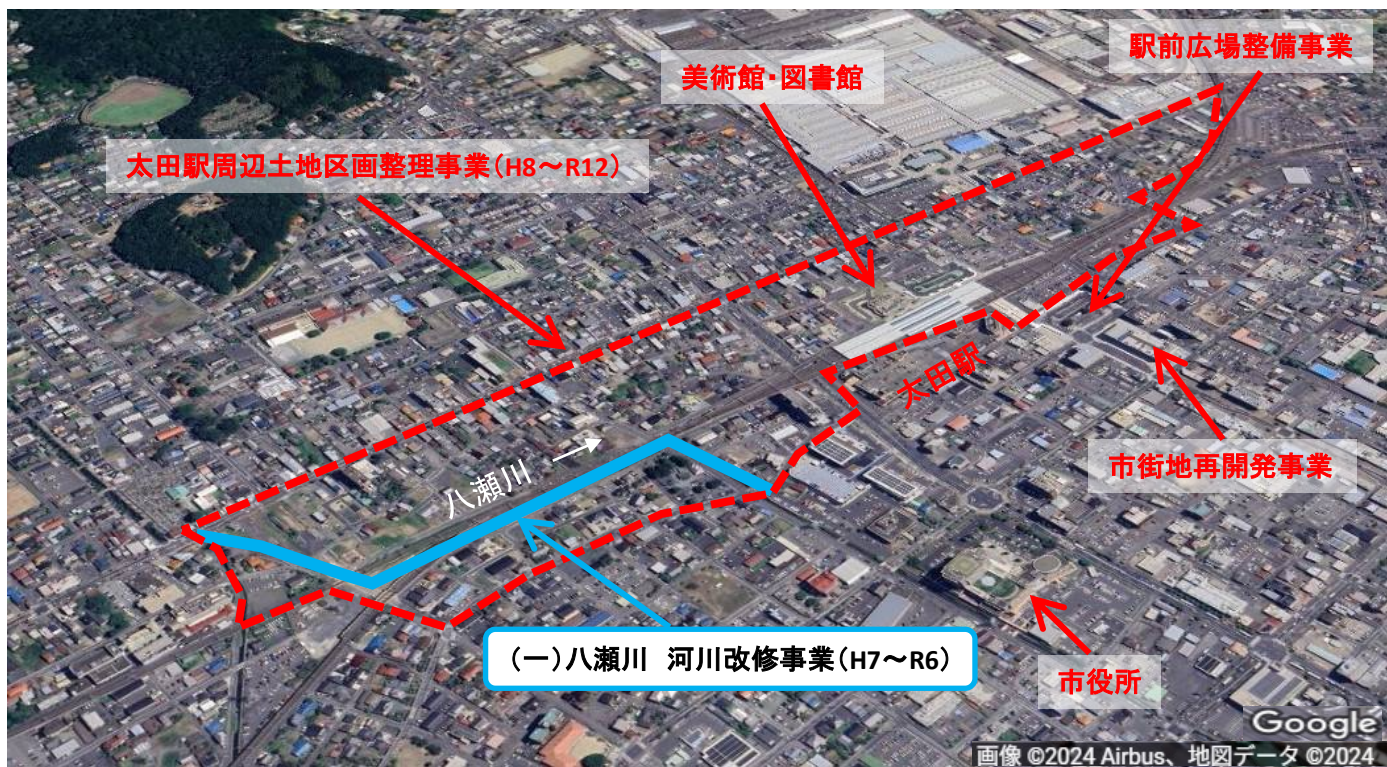 駅前広場整備事業
美術館・図書館
太田駅周辺土地区画整理事業（H8～R12）
太田駅
八瀬川
市街地再開発事業
（一）八瀬川　河川改修事業（H7～R6）
市役所
Google
画像 ©2024 Airbus、地図データ ©2024